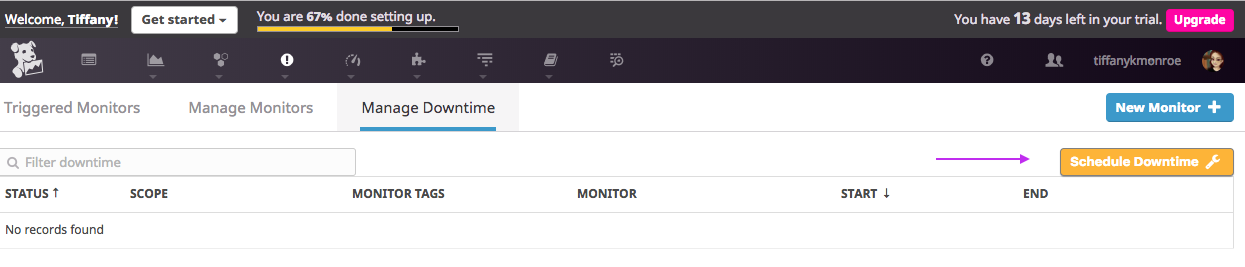 Welcome, Tiffany! Get started You are 67% done setting up. You have 13 days left in your trial. Upgrade
tiffanykmonroe
Triggered Monitors Manage Monitors Manage Downtime New Monitor +
Filter downtime Schedule Downtime
STATUS ↑ SCOPE MONITOR TAGS MONITOR START ↓ END
No records found